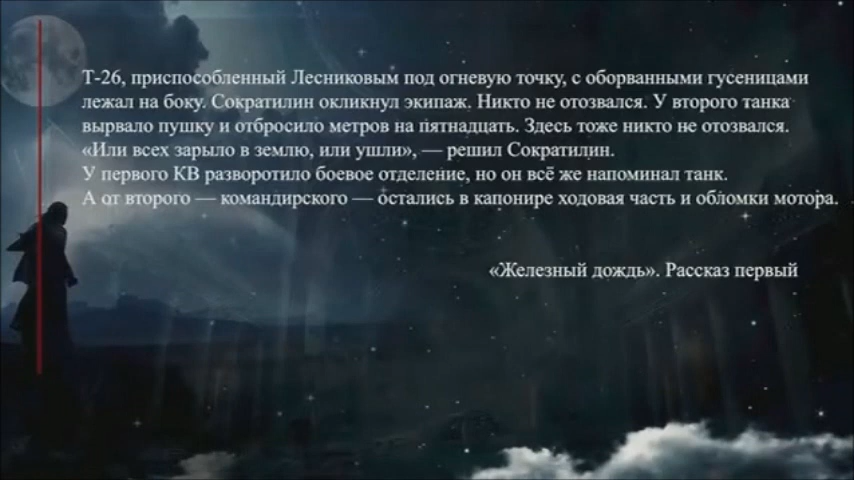 Т-26, приспособленный Лесниковым под огневую точку, с оборванными гусеницами
лежал на боку. Сократилин окликнул экипаж. Никто не отозвался. У второго танка
вырвало пушку и отбросило метров на пятнадцать. Здесь тоже никто не отозвался.
«Или всех зарыло в землю, или ушли», — решил Сократилин.
У первого КВ разворотило боевое отделение, но он всё же напоминал танк.
А от второго — командирского — остались в капонире ходовая часть и обломки мотора.
«Железный дождь». Рассказ первый